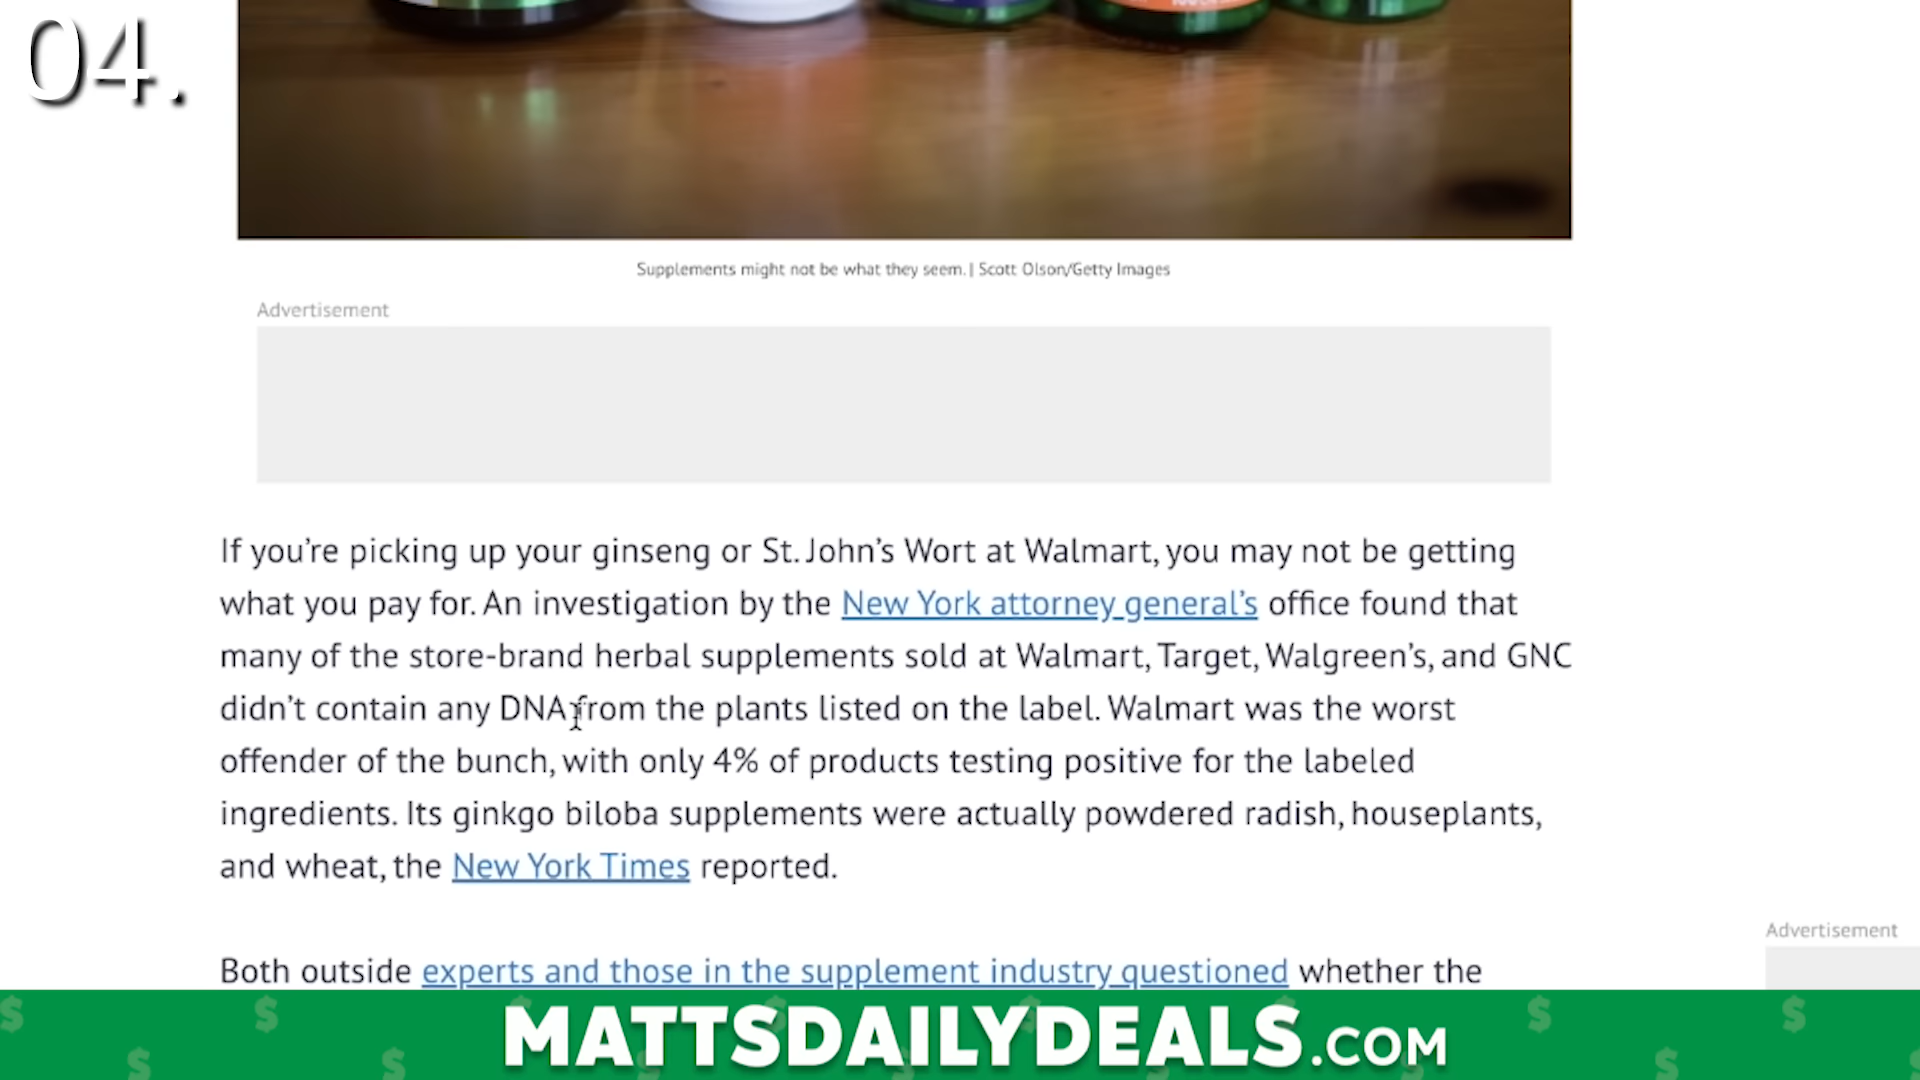 04.
Supplements might not be what they seem. | Scott Olson/Getty Images
Advertisement
If you’re picking up your ginseng or St. John’s Wort at Walmart, you may not be getting
what you pay for. An investigation by the New York attorney general’s office found that
many of the store-brand herbal supplements sold at Walmart, Target, Walgreen’s, and GNC
didn’t contain any DNA from the plants listed on the label. Walmart was the worst
offender of the bunch, with only 4% of products testing positive for the labeled
ingredients. Its ginkgo biloba supplements were actually powdered radish, houseplants,
and wheat, the New York Times reported.
Advertisement
Both outside experts and those in the supplement industry questioned whether the
MATTSDAILYDEALS.COM